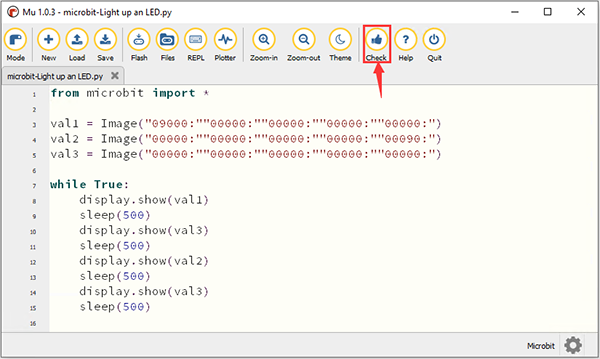 Mu 1.0.3 - microbit-Light up an LED.py
Mode New Load Save Flash Files REPL Plotter Zoom-in Zoom-out Theme Check Help Quit
microbit-Light up an LED.py
1 from microbit import *
2
3 val1 = Image("09000:""00000:""00000:""00000:""00000:")
4 val2 = Image("00000:""00000:""00000:""00000:""00090:")
5 val3 = Image("00000:""00000:""00000:""00000:""00000:")
6
7 while True:
8 display.show(val1)
9 sleep(500)
10 display.show(val3)
11 sleep(500)
12 display.show(val2)
13 sleep(500)
14 display.show(val3)
15 sleep(500)
16
Microbit